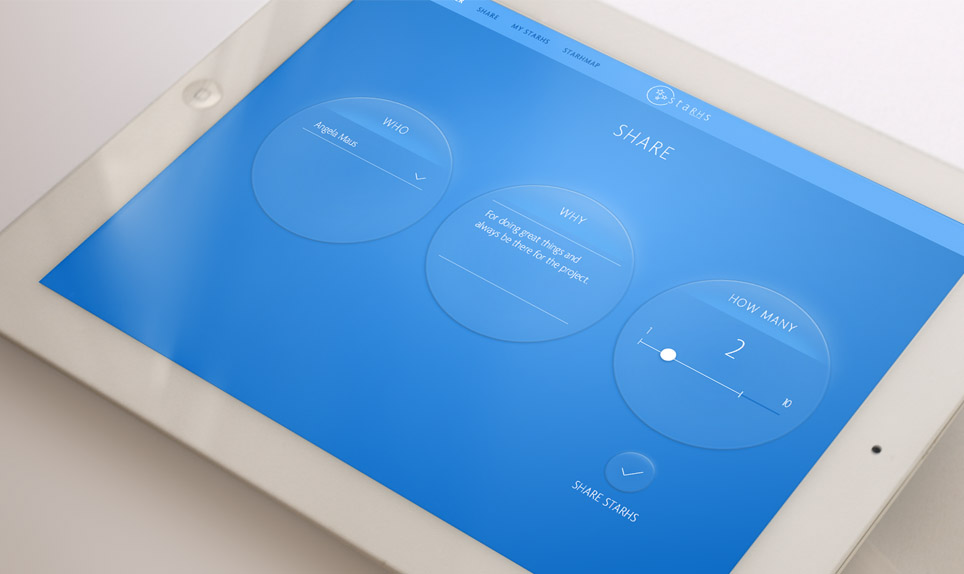 SHARE
MY STARHS
STARHMAP
staRHS
SHARE
WHO
Angela Maus
WHY
For doing great things and
always be there for the project.
HOW MANY
2
1
10
SHARE STARHS